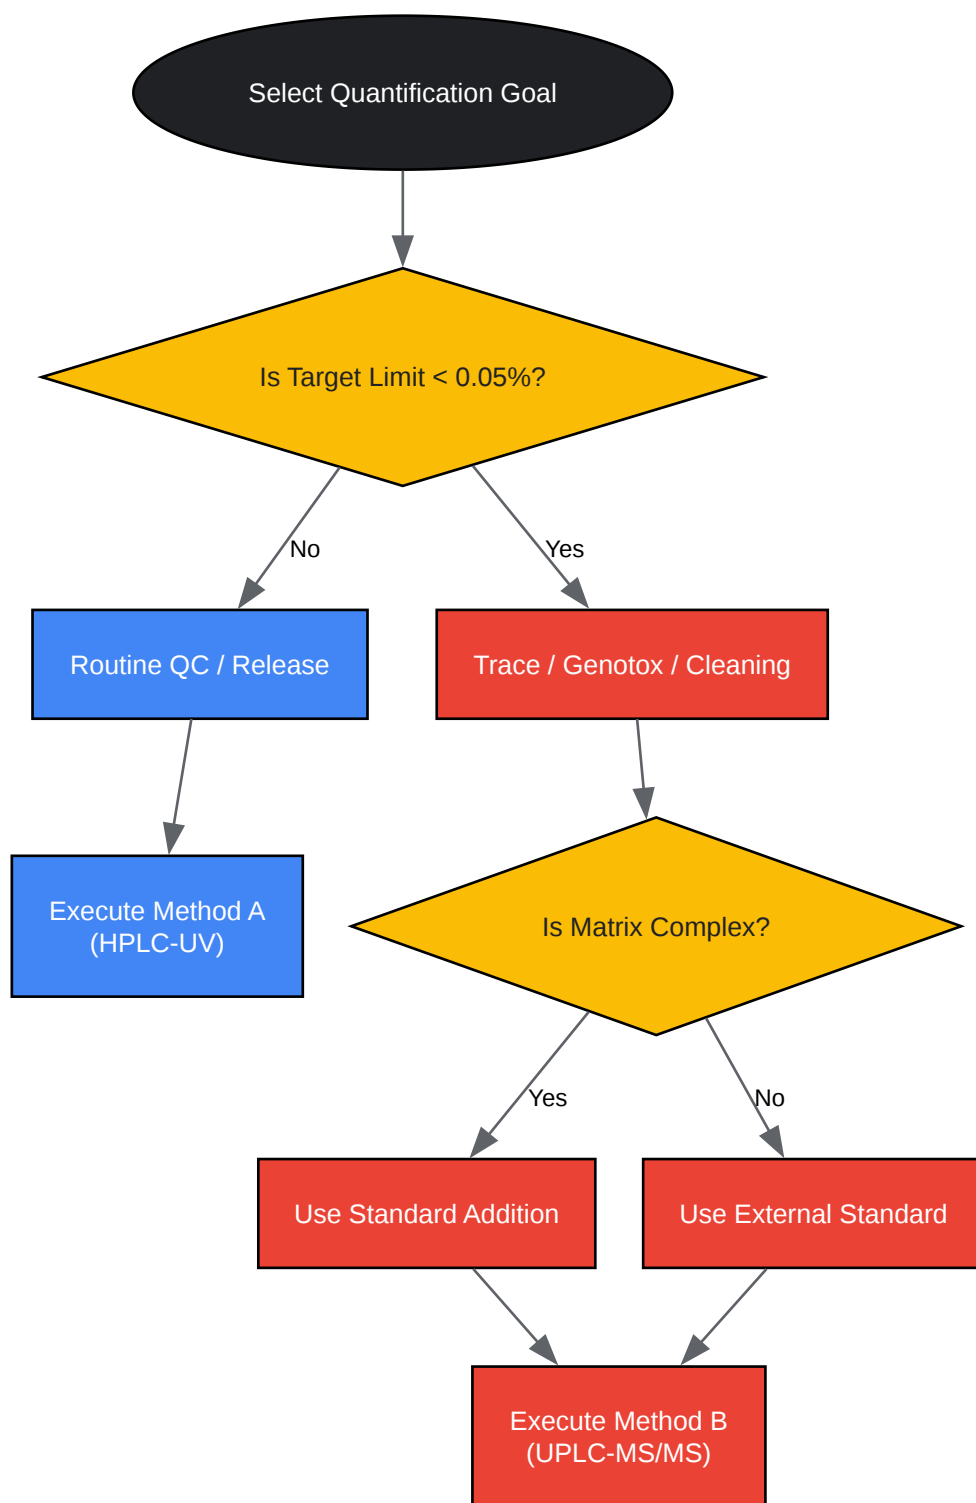 Select Quantification Goal
Is Target Limit < 0.05%?
No
Yes
Routine QC / Release
Trace / Genotox / Cleaning
Execute Method A
(HPLC-UV)
Is Matrix Complex?
Yes
No
Use Standard Addition
Use External Standard
Execute Method B
(UPLC-MS/MS)